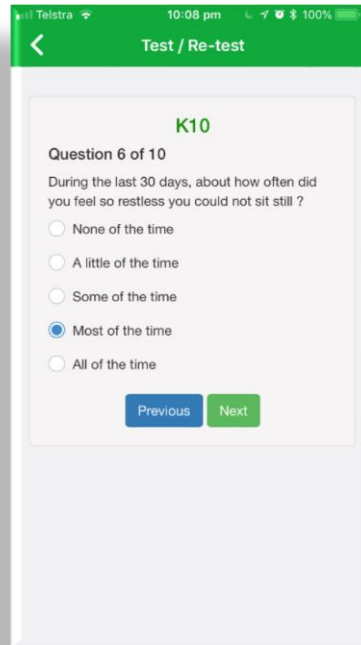 Telstra 10:08 pm 100%
Test / Re-test
K10
Question 6 of 10
During the last 30 days, about how often did
you feel so restless you could not sit still ?
None of the time
A little of the time
Some of the time
Most of the time
All of the time
Previous Next